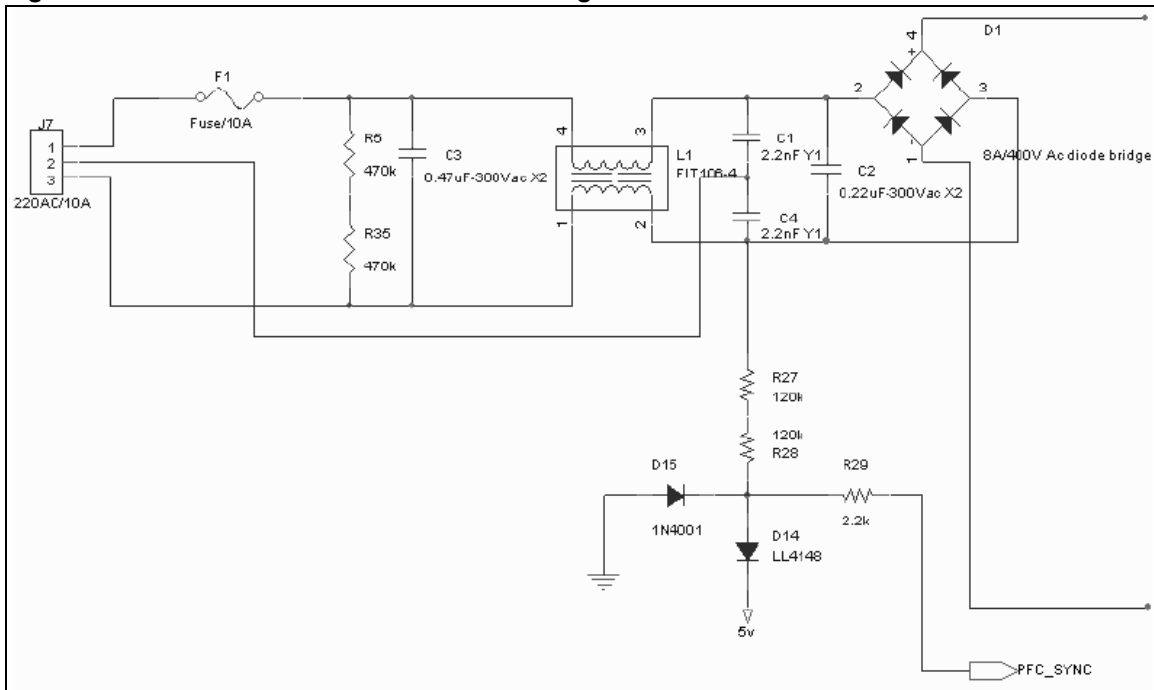 D1
4
+
F1
2
3
Fuse/10A
J7
1
2
3
220AC/10A
R5
470k
C3
0.47uF-300Vac X2
4
3
L1
FIT106-4
C1
2.2nF Y1
C2
0.22uF-300Vac X2
-
1
8A/400V Ac diode bridge
R35
470k
1
2
C4
2.2nF Y1
R27
120k
120k
R28
D15
1N4001
R29
2.2k
D14
LL4148
5v
PFC_SYNC